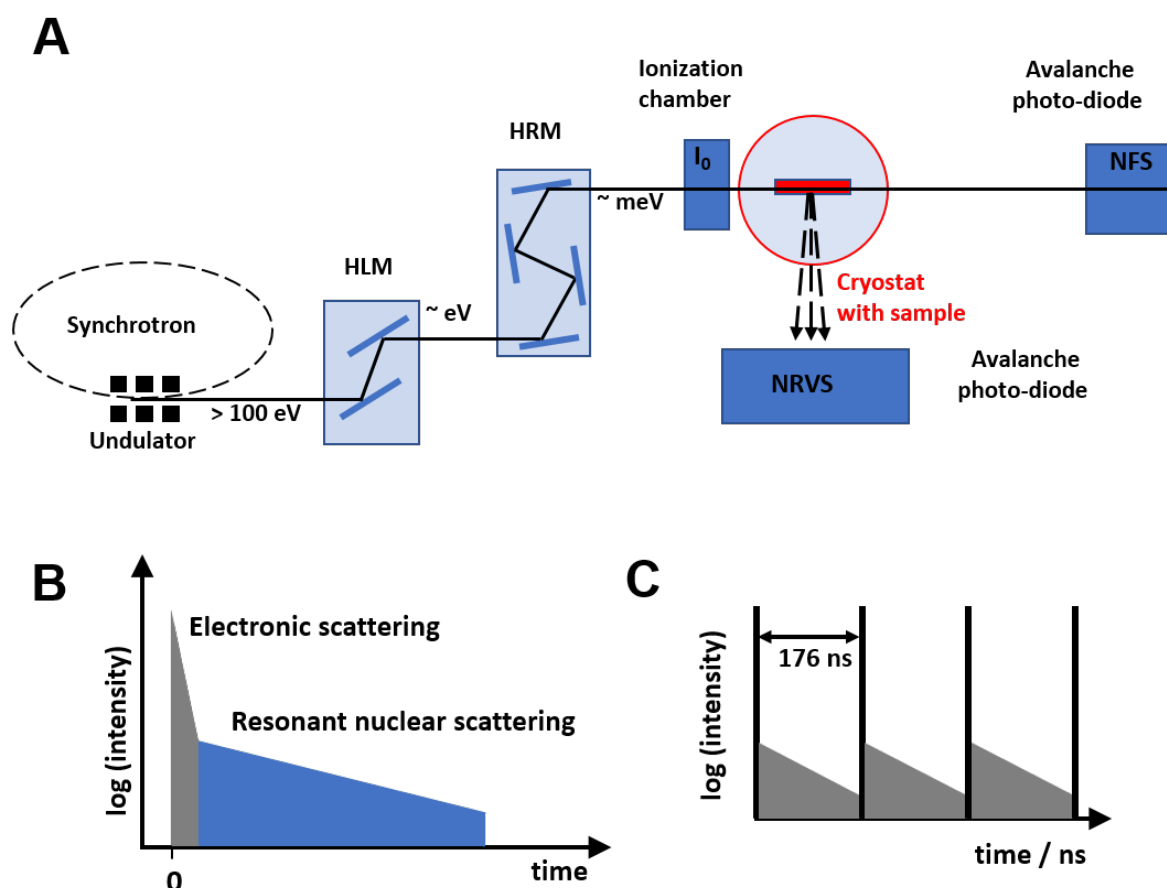 A
Ionization
chamber
Avalanche
photo-diode
HRM
I₀
NFS
~ meV
HLM
Cryostat
with sample
~ eV
Synchrotron
NRVS
Avalanche
photo-diode
> 100 eV
Undulator
B
Electronic scattering
Resonant nuclear scattering
log (intensity)
0
time
C
176 ns
log (intensity)
time / ns